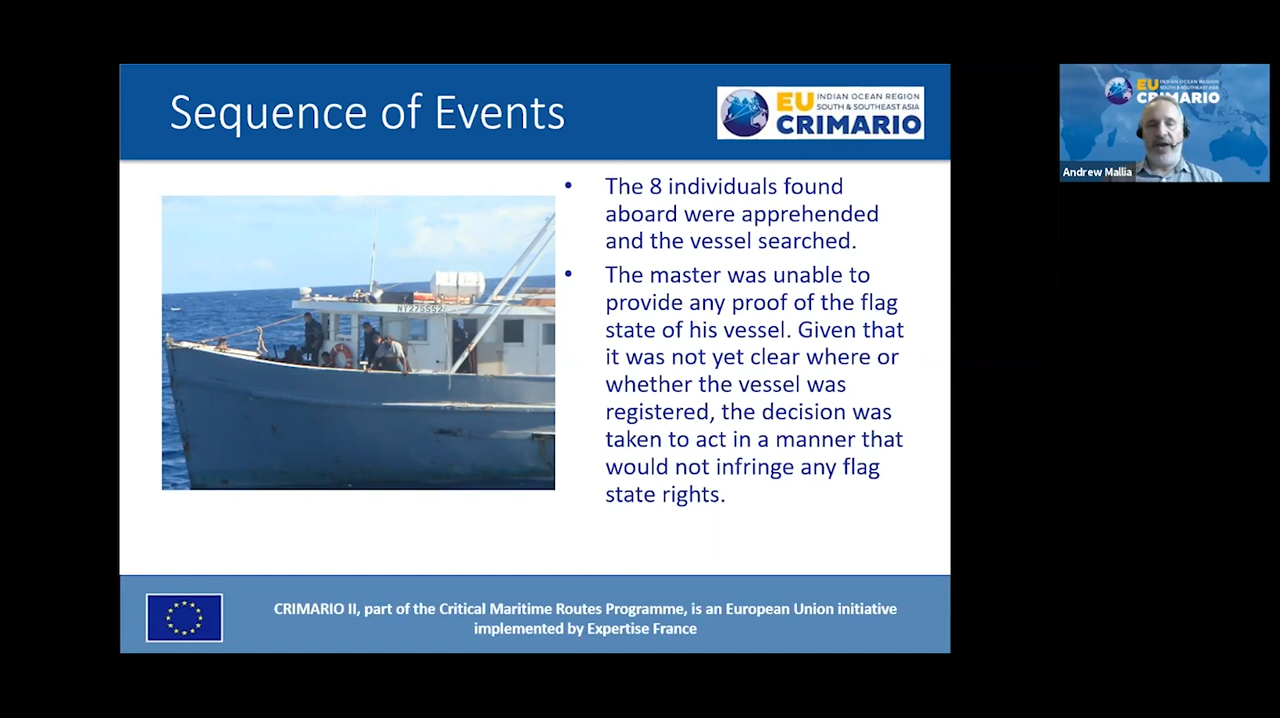 Sequence of Events
EU INDIAN OCEAN REGION
SOUTH & SOUTHEAST ASIA
CRIMARIO
• The 8 individuals found
aboard were apprehended
and the vessel searched.
• The master was unable to
provide any proof of the flag
state of his vessel. Given that
it was not yet clear where or
whether the vessel was
registered, the decision was
taken to act in a manner that
would not infringe any flag
state rights.
CRIMARIO II, part of the Critical Maritime Routes Programme, is an European Union initiative
implemented by Expertise France
EU INDIAN OCEAN REGION
SOUTH & SOUTHEAST ASIA
CRIMARIO
Andrew Mallia